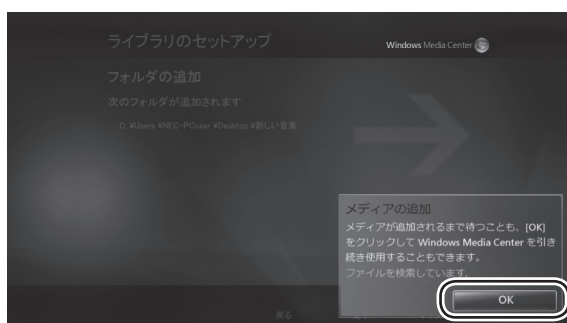 ライブラリのセットアップ
Windows Media Center
フォルダの追加
次のフォルダが追加されます:
C: ¥Users ¥NEC-PCuser ¥Desktop ¥新しい音楽
メディアの追加
メディアが追加されるまで待つことも、[OK]
をクリックして Windows Media Center を引き
続き使用することもできます。
ファイルを検索しています。
OK
戻る